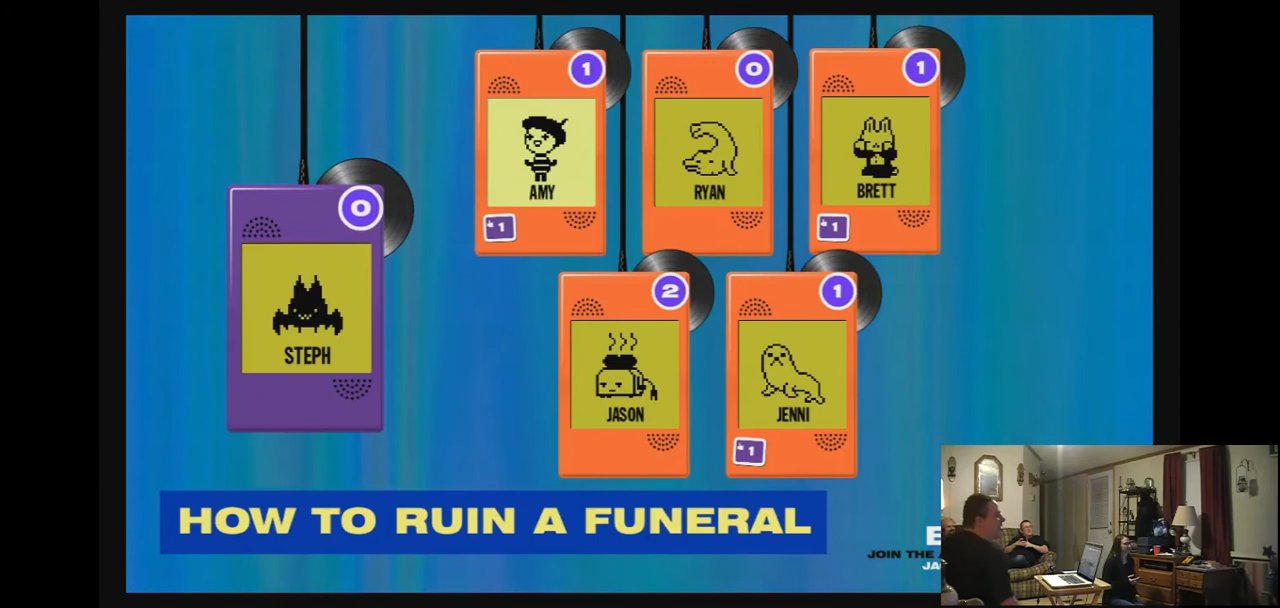 1
0
1
AMY
RYAN
BRETT
1
1
0
STEPH
2
1
JASON
JENNI
1
HOW TO RUIN A FUNERAL
JOIN THE